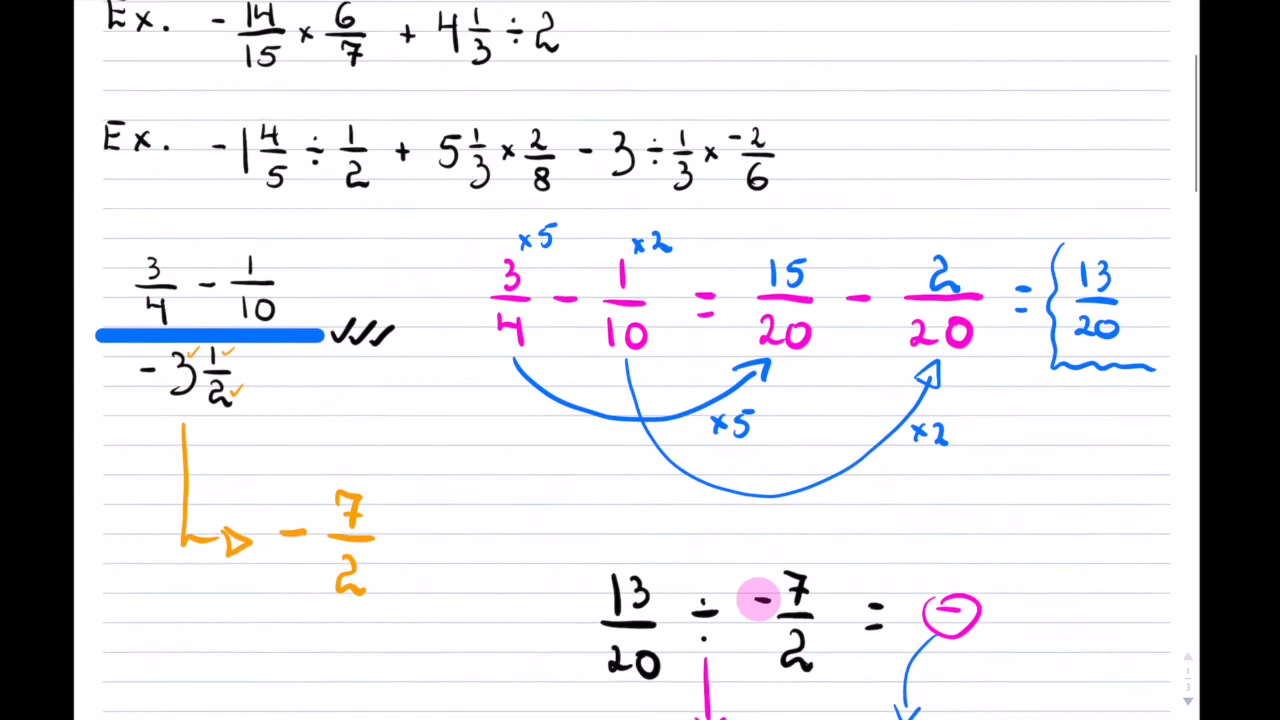 Ex. - 14/15 × 6/7 + 4 1/3 ÷ 2
Ex. - 1 4/5 ÷ 1/2 + 5 1/3 × 2/8 - 3 ÷ 1/3 × -2/6
×5 ×2
3/4 - 1/10
3/4 - 1/10 = 15/20 - 2/20 = 13/20
- 3 1/2
×5 ×2
- 7/2
13/20 ÷ - 7/2 = -
1/3